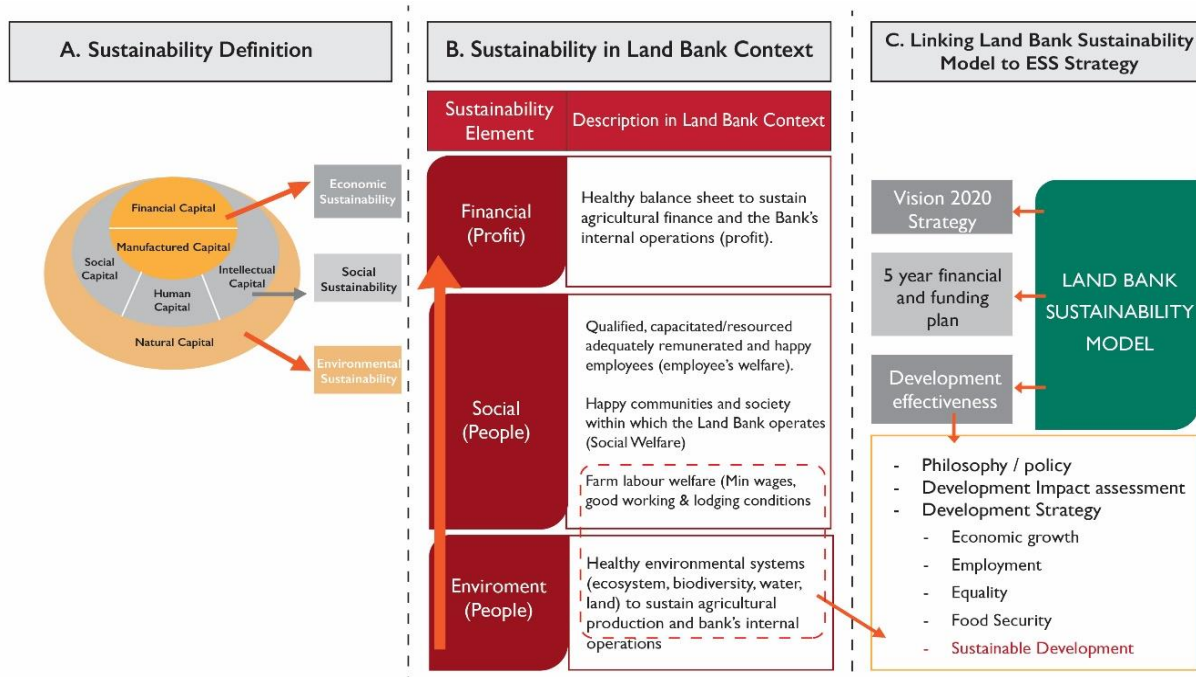 A. Sustainability Definition
Financial Capital
Manufactured Capital
Social
Capital
Human
Capital
Intellectual
Capital
Natural Capital
Economic
Sustainability
Social
Sustainability
Environmental
Sustainability
B. Sustainability in Land Bank Context
Sustainability
Element
Description in Land Bank Context
Financial
(Profit)
Healthy balance sheet to sustain
agricultural finance and the Bank's
internal operations (profit).
Social
(People)
Qualified, capacitated/resourced
adequately remunerated and happy
employees (employee's welfare).
Happy communities and society
within which the Land Bank operates
(Social Welfare)
Farm labour welfare (Min wages,
good working & lodging conditions
Enviroment
(People)
Healthy environmental systems
(ecosystem, biodiversity, water,
land) to sustain agricultural
production and bank's internal
operations
C. Linking Land Bank Sustainability
Model to ESS Strategy
Vision 2020
Strategy
5 year financial
and funding
plan
Development
effectiveness
LAND BANK
SUSTAINABILITY
MODEL
- Philosophy / policy
- Development Impact assessment
- Development Strategy
- Economic growth
- Employment
- Equality
- Food Security
- Sustainable Development